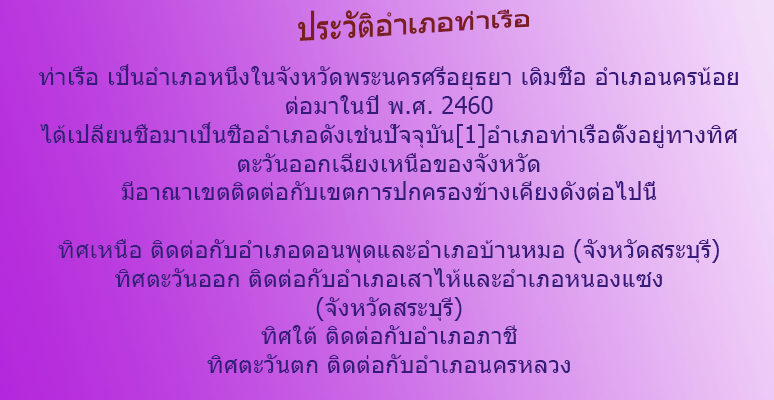 ประวัติอำเภอท่าเรือ
ท่าเรือ เป็นอำเภอหนึ่งในจังหวัดพระนครศรีอยุธยา เดิมชื่อ อำเภอนครน้อย
ต่อมาในปี พ.ศ. 2460
ได้เปลี่ยนชื่อมาเป็นชื่ออำเภอดังเช่นปัจจุบัน[1]อำเภอท่าเรือตั้งอยู่ทางทิศ
ตะวันออกเฉียงเหนือของจังหวัด
มีอาณาเขตติดต่อกับเขตการปกครองข้างเคียงดังต่อไปนี้
ทิศเหนือ ติดต่อกับอำเภอดอนพุดและอำเภอบ้านหมอ (จังหวัดสระบุรี)
ทิศตะวันออก ติดต่อกับอำเภอเสาไห้และอำเภอหนองแซง
(จังหวัดสระบุรี)
ทิศใต้ ติดต่อกับอำเภอภาชี
ทิศตะวันตก ติดต่อกับอำเภอนครหลวง